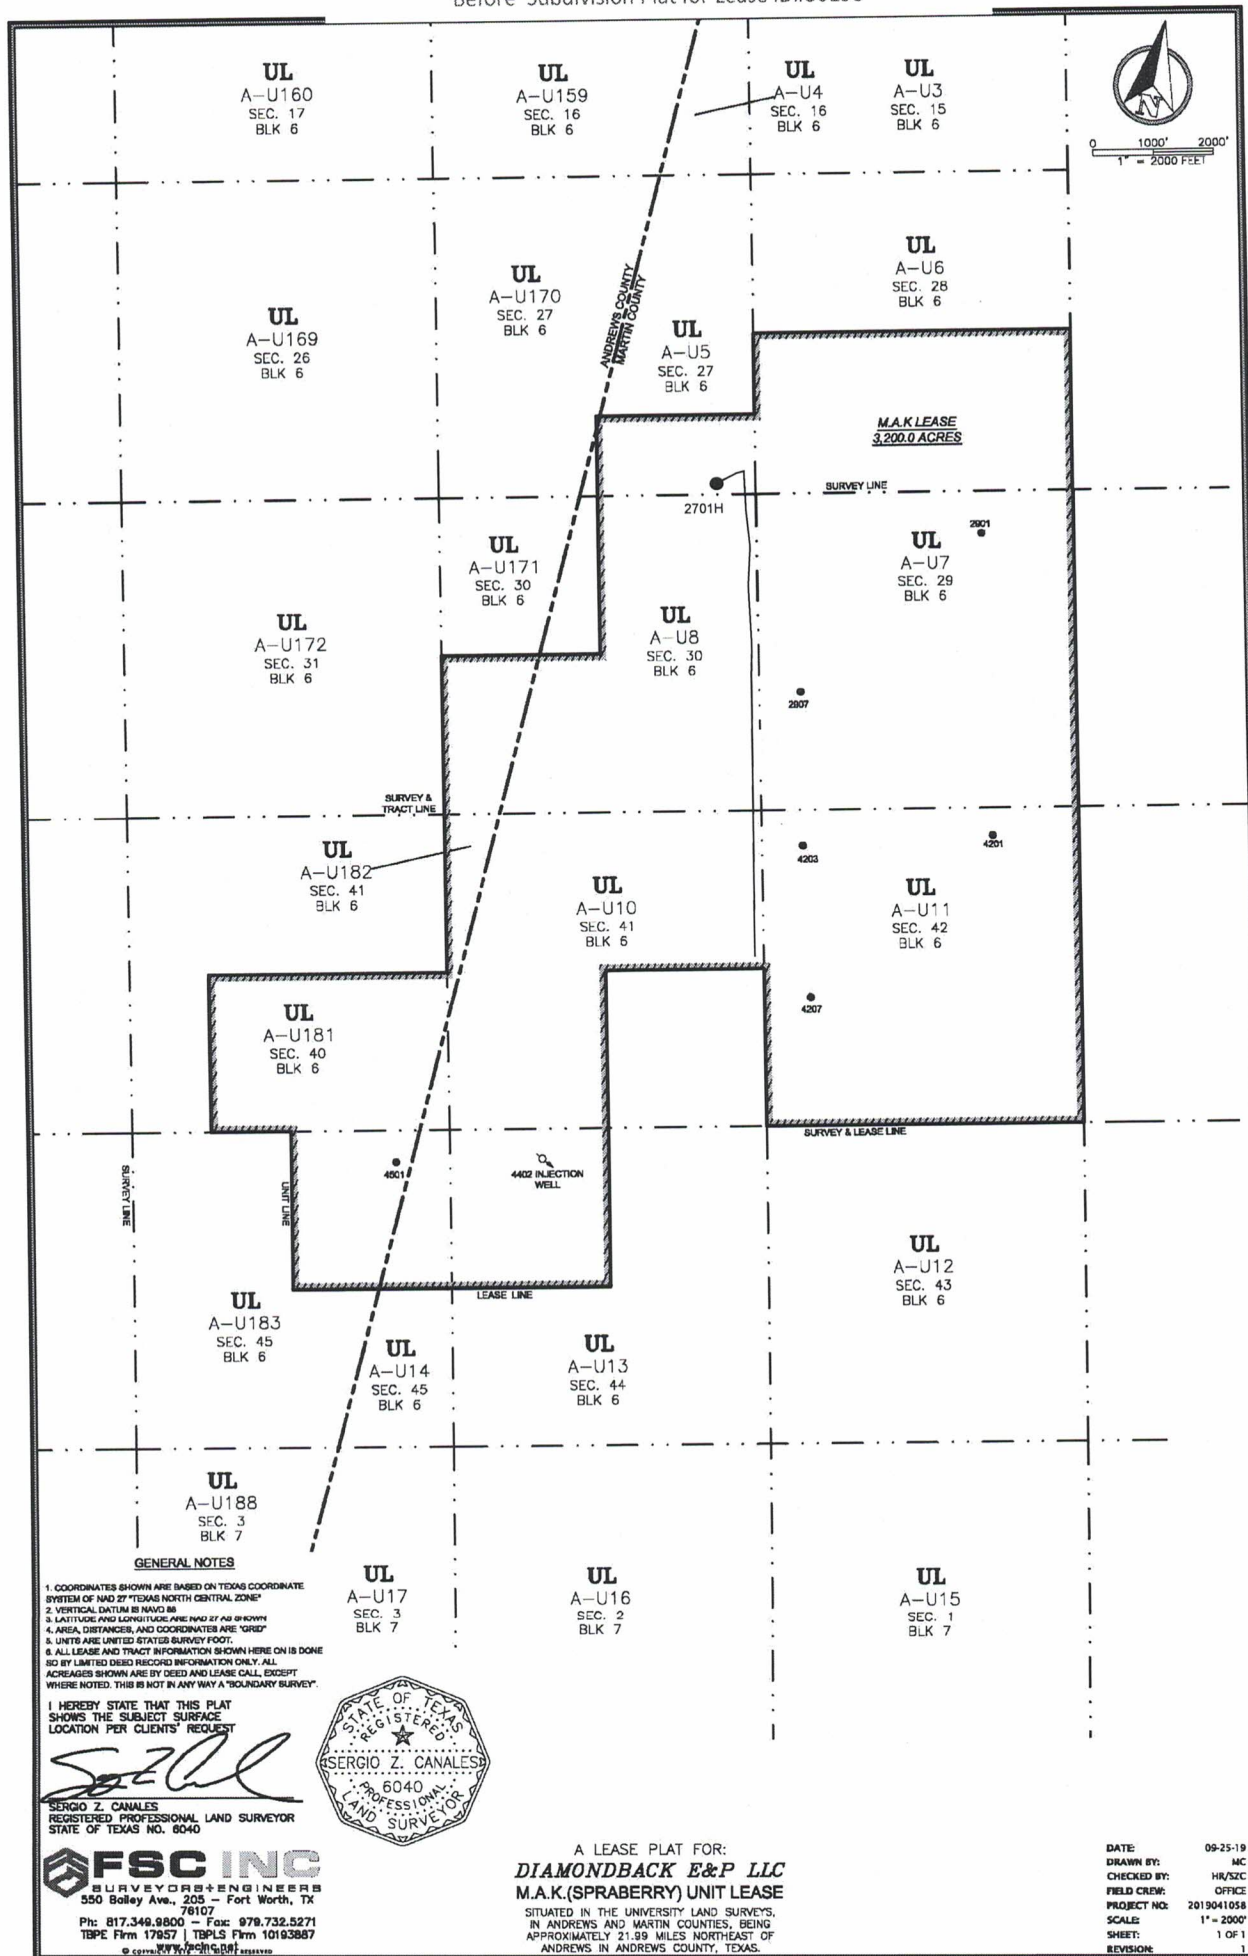 UL
A-U160
SEC. 17
BLK 6
UL
A-U159
SEC. 16
BLK 6
UL
A-U4
SEC. 16
BLK 6
UL
A-U3
SEC. 15
BLK 6
N
0 1000' 2000'
1" = 2000 FEET
UL
A-U169
SEC. 26
BLK 6
UL
A-U170
SEC. 27
BLK 6
ANDREWS COUNTY
MARTIN COUNTY
UL
A-U5
SEC. 27
BLK 6
UL
A-U6
SEC. 28
BLK 6
M.A.K LEASE
3,200.0 ACRES
SURVEY LINE
2701H
2901
UL
A-U171
SEC. 30
BLK 6
UL
A-U7
SEC. 29
BLK 6
UL
A-U172
SEC. 31
BLK 6
UL
A-U8
SEC. 30
BLK 6
2907
SURVEY &
TRACT LINE
UL
A-U182
SEC. 41
BLK 6
4203
4201
UL
A-U10
SEC. 41
BLK 6
UL
A-U11
SEC. 42
BLK 6
4207
UL
A-U181
SEC. 40
BLK 6
SURVEY & LEASE LINE
SURVEY LINE
UNIT LINE
4501
4402 INJECTION
WELL
LEASE LINE
UL
A-U12
SEC. 43
BLK 6
UL
A-U183
SEC. 45
BLK 6
UL
A-U14
SEC. 45
BLK 6
UL
A-U13
SEC. 44
BLK 6
UL
A-U188
SEC. 3
BLK 7
UL
A-U17
SEC. 3
BLK 7
UL
A-U16
SEC. 2
BLK 7
UL
A-U15
SEC. 1
BLK 7
GENERAL NOTES
1. COORDINATES SHOWN ARE BASED ON TEXAS COORDINATE
SYSTEM OF NAD 27 "TEXAS NORTH CENTRAL ZONE"
2. VERTICAL DATUM IS NAVD 88
3. LATITUDE AND LONGITUDE ARE NAD 27 AS SHOWN
4. AREA, DISTANCES, AND COORDINATES ARE "GRID"
5. UNITS ARE UNITED STATES SURVEY FOOT.
6. ALL LEASE AND TRACT INFORMATION SHOWN HERE ON IS DONE
SO BY LIMITED DEED RECORD INFORMATION ONLY. ALL
ACREAGES SHOWN ARE BY DEED AND LEASE CALL, EXCEPT
WHERE NOTED. THIS IS NOT IN ANY WAY A "BOUNDARY SURVEY".
I HEREBY STATE THAT THIS PLAT
SHOWS THE SUBJECT SURFACE
LOCATION PER CLIENTS' REQUEST
SERGIO Z. CANALES
REGISTERED PROFESSIONAL LAND SURVEYOR
STATE OF TEXAS NO. 6040
STATE OF TEXAS
REGISTERED
SERGIO Z. CANALES
6040
PROFESSIONAL
LAND SURVEYOR
FSC INC
SURVEYORS+ENGINEERS
550 Bailey Ave., 205 – Fort Worth, TX
76107
Ph: 817.349.9800 – Fax: 979.732.5271
TBPE Firm 17957 | TBPLS Firm 10193887
www.fscinc.net
A LEASE PLAT FOR:
DIAMONDBACK E&P LLC
M.A.K.(SPRABERRY) UNIT LEASE
SITUATED IN THE UNIVERSITY LAND SURVEYS,
IN ANDREWS AND MARTIN COUNTIES, BEING
APPROXIMATELY 21.99 MILES NORTHEAST OF
ANDREWS IN ANDREWS COUNTY, TEXAS.
DATE: 09-25-19
DRAWN BY: MC
CHECKED BY: HR/SZC
FIELD CREW: OFFICE
PROJECT NO: 2019041058
SCALE: 1" = 2000'
SHEET: 1 OF 1
REVISION: 1